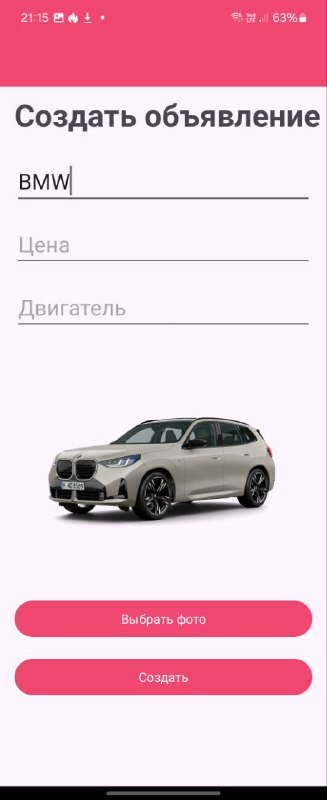 21:15
63%
Создать объявление
BMW
Цена
Двигатель
Выбрать фото
Создать